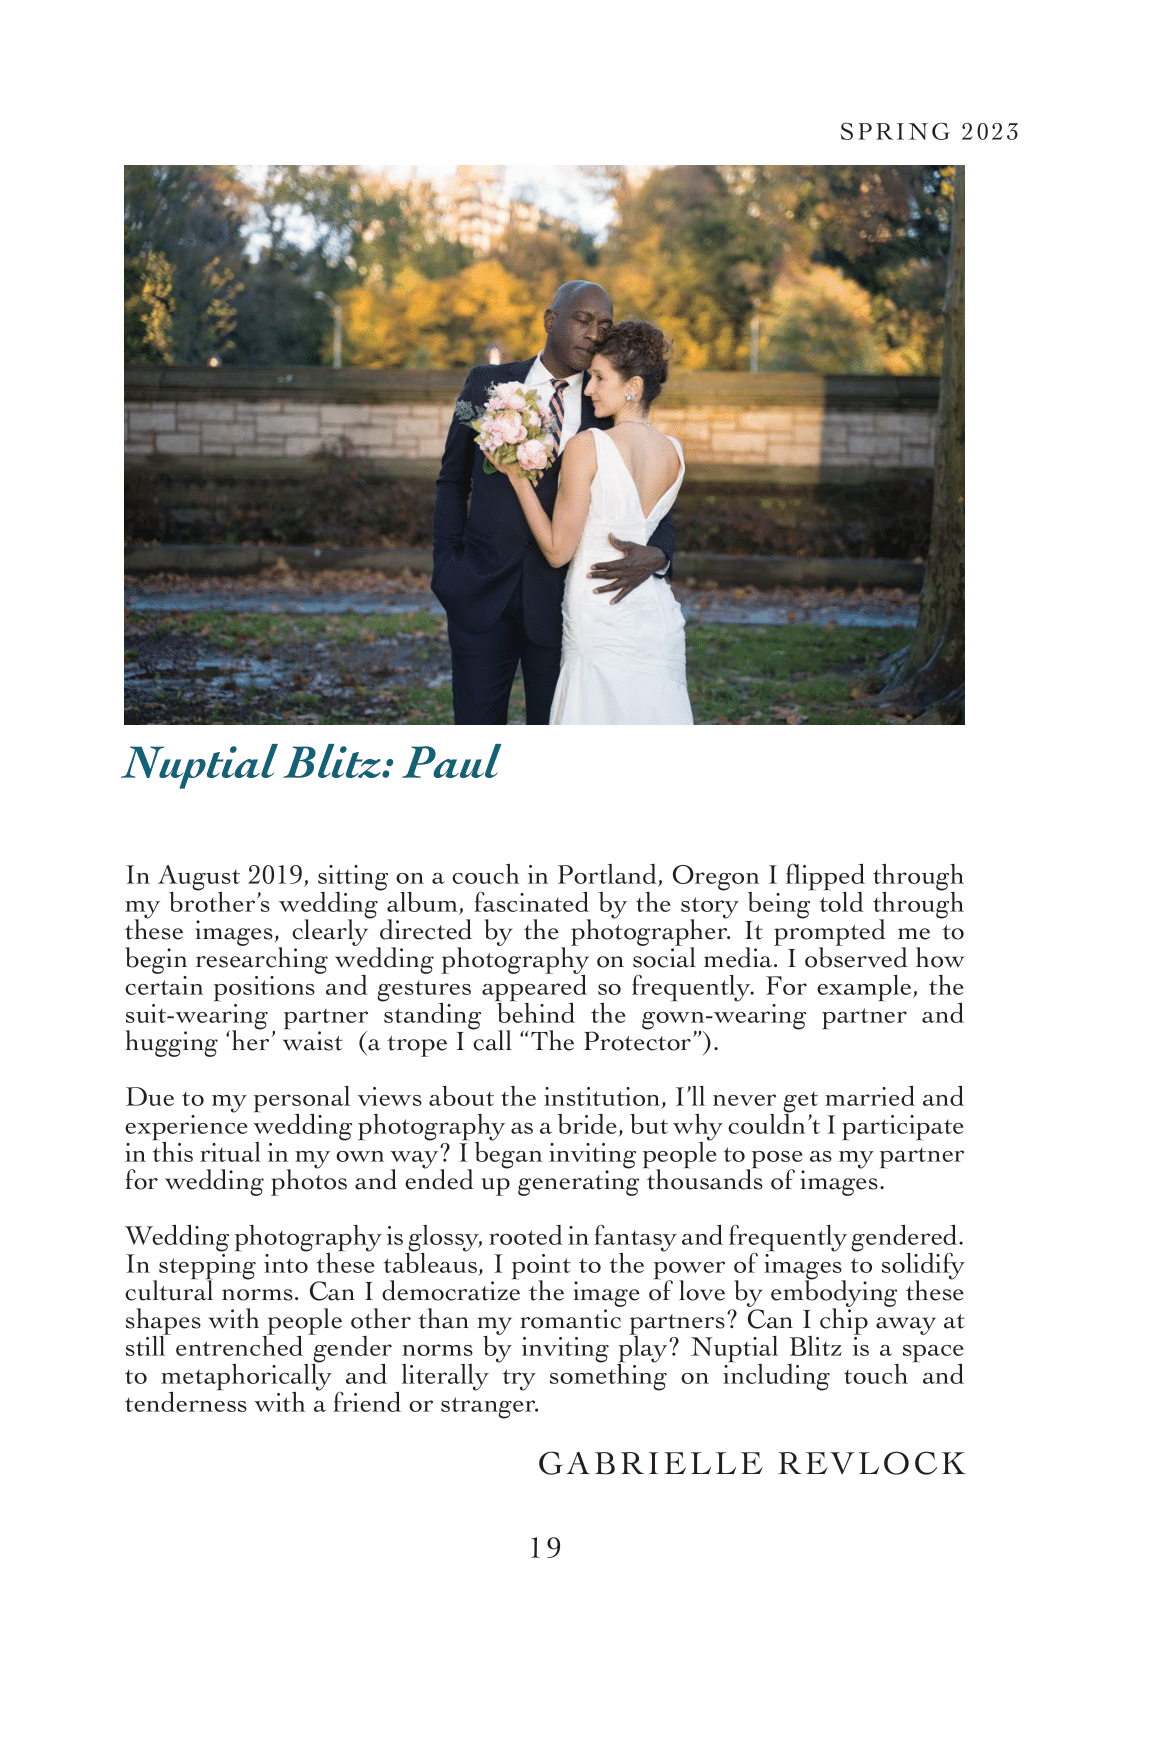 SPRING 2023
Nuptial Blitz: Paul
In August 2019, sitting on a couch in Portland, Oregon I flipped through
my brother’s wedding album, fascinated by the story being told through
these images, clearly directed by the photographer. It prompted me to
begin researching wedding photography on social media. I observed how
certain positions and gestures appeared so frequently. For example, the
suit-wearing partner standing behind the gown-wearing partner and
hugging ‘her’ waist  (a trope I call “The Protector”).
Due to my personal views about the institution, I’ll never get married and
experience wedding photography as a bride, but why couldn’t I participate
in this ritual in my own way? I began inviting people to pose as my partner
for wedding photos and ended up generating thousands of images.
Wedding photography is glossy, rooted in fantasy and frequently gendered.
In stepping into these tableaus, I point to the power of images to solidify
cultural norms. Can I democratize the image of love by embodying these
shapes with people other than my romantic partners? Can I chip away at
still entrenched gender norms by inviting play? Nuptial Blitz is a space
to metaphorically and literally try something on including touch and
tenderness with a friend or stranger.
GABRIELLE REVLOCK
19